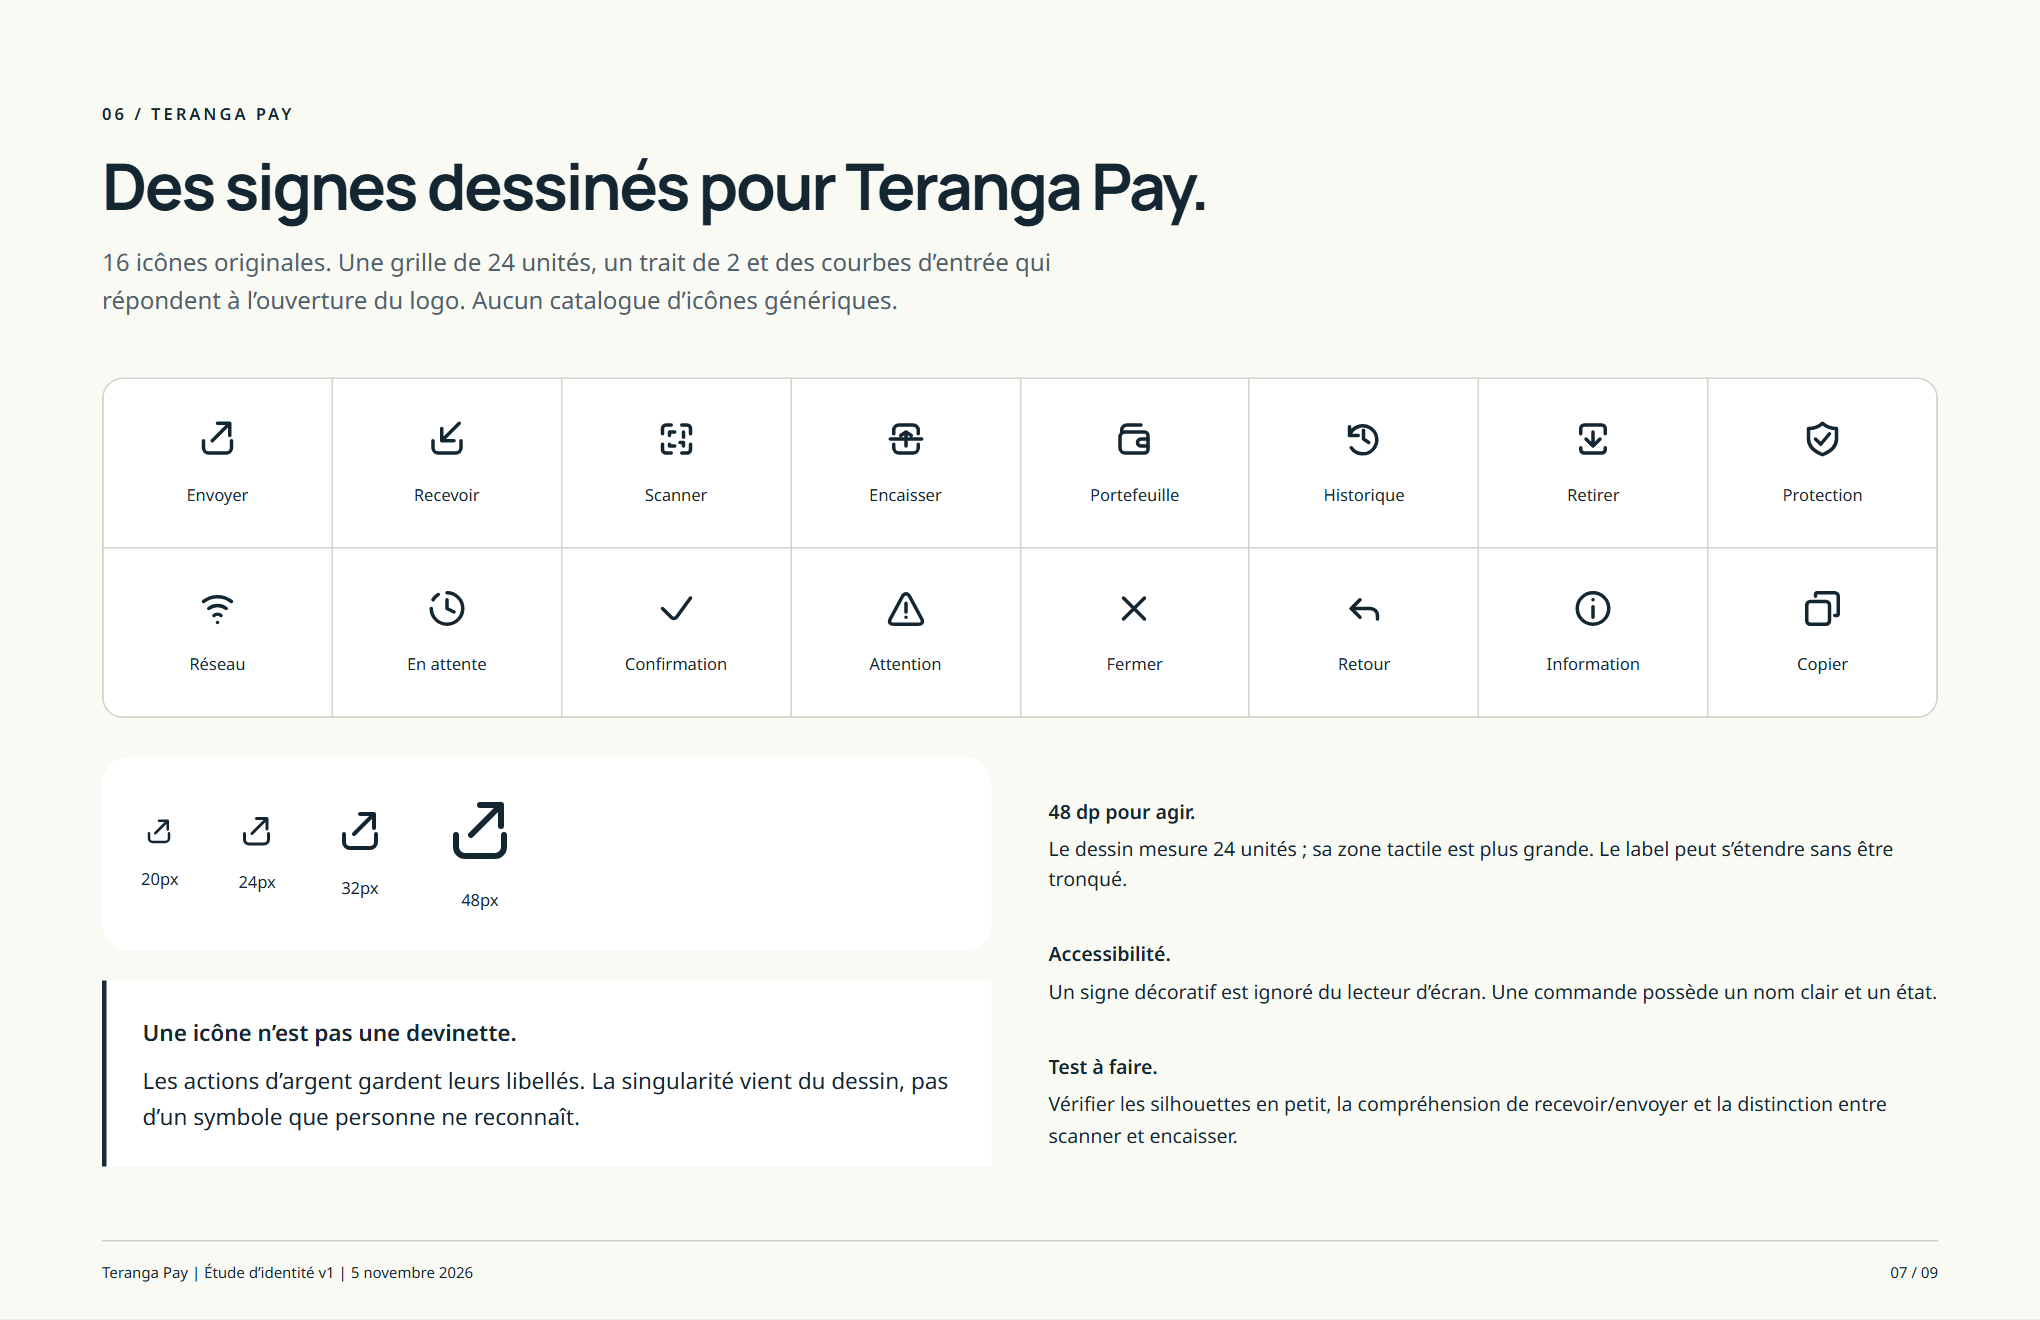 06 / TERANGA PAY
Des signes dessinés pour Teranga Pay.
16 icônes originales. Une grille de 24 unités, un trait de 2 et des courbes d’entrée qui
répondent à l’ouverture du logo. Aucun catalogue d’icônes génériques.
Envoyer
Recevoir
Scanner
Encaisser
Portefeuille
Historique
Retirer
Protection
Réseau
En attente
Confirmation
Attention
Fermer
Retour
Information
Copier
20px
24px
32px
48px
Une icône n’est pas une devinette.
Les actions d’argent gardent leurs libellés. La singularité vient du dessin, pas
d’un symbole que personne ne reconnaît.
48 dp pour agir.
Le dessin mesure 24 unités ; sa zone tactile est plus grande. Le label peut s’étendre sans être
tronqué.
Accessibilité.
Un signe décoratif est ignoré du lecteur d’écran. Une commande possède un nom clair et un état.
Test à faire.
Vérifier les silhouettes en petit, la compréhension de recevoir/envoyer et la distinction entre
scanner et encaisser.
Teranga Pay | Étude d’identité v1 | 5 novembre 2026
07 / 09